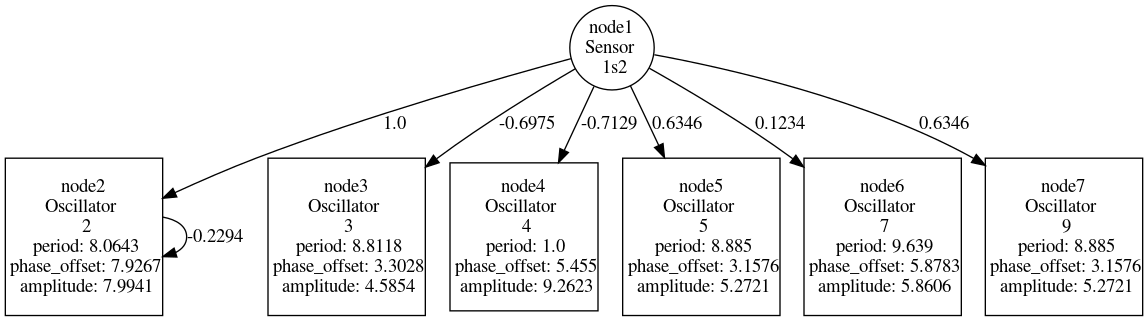 node1
Sensor
1s2
1.0
-0.6975
-0.7129
0.6346
0.1234
0.6346
node2
Oscillator
2
period: 8.0643
phase_offset: 7.9267
amplitude: 7.9941
-0.2294
node3
Oscillator
3
period: 8.8118
phase_offset: 3.3028
amplitude: 4.5854
node4
Oscillator
4
period: 1.0
phase_offset: 5.455
amplitude: 9.2623
node5
Oscillator
5
period: 8.885
phase_offset: 3.1576
amplitude: 5.2721
node6
Oscillator
7
period: 9.639
phase_offset: 5.8783
amplitude: 5.8606
node7
Oscillator
9
period: 8.885
phase_offset: 3.1576
amplitude: 5.2721